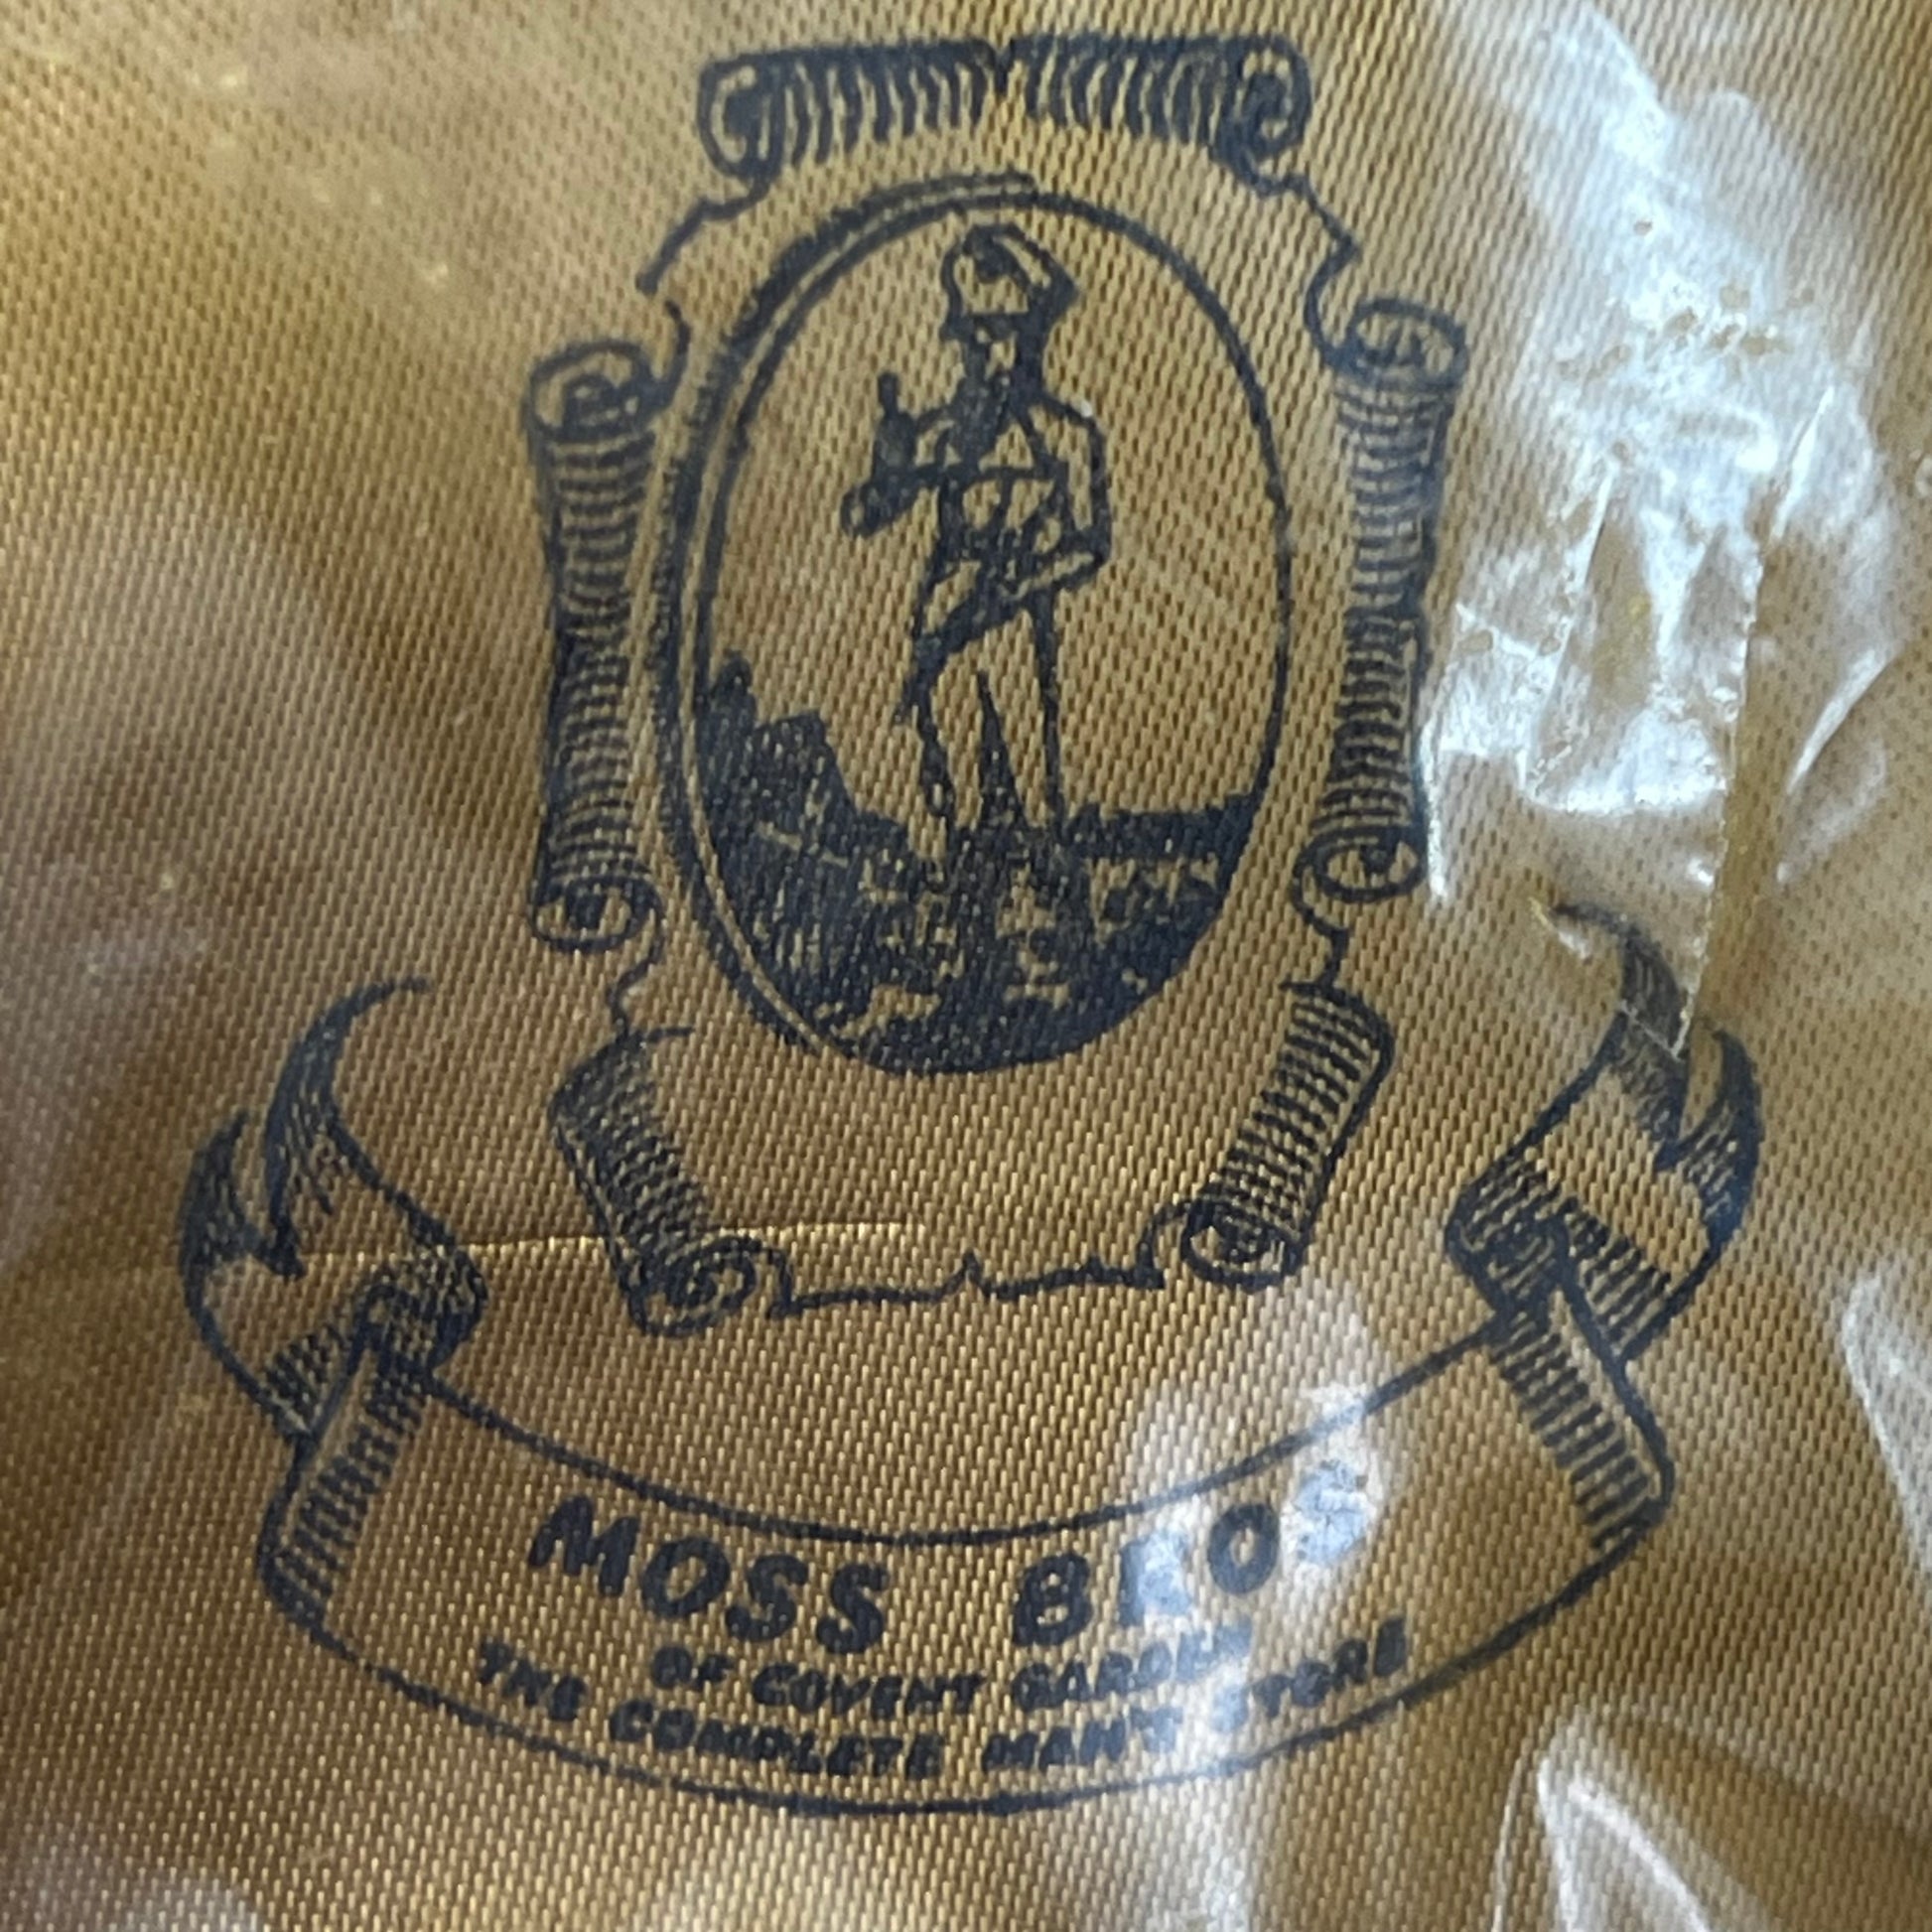 MOSS BROS
OF COVENT GARDEN
THE COMPLETE MAN'S STORE